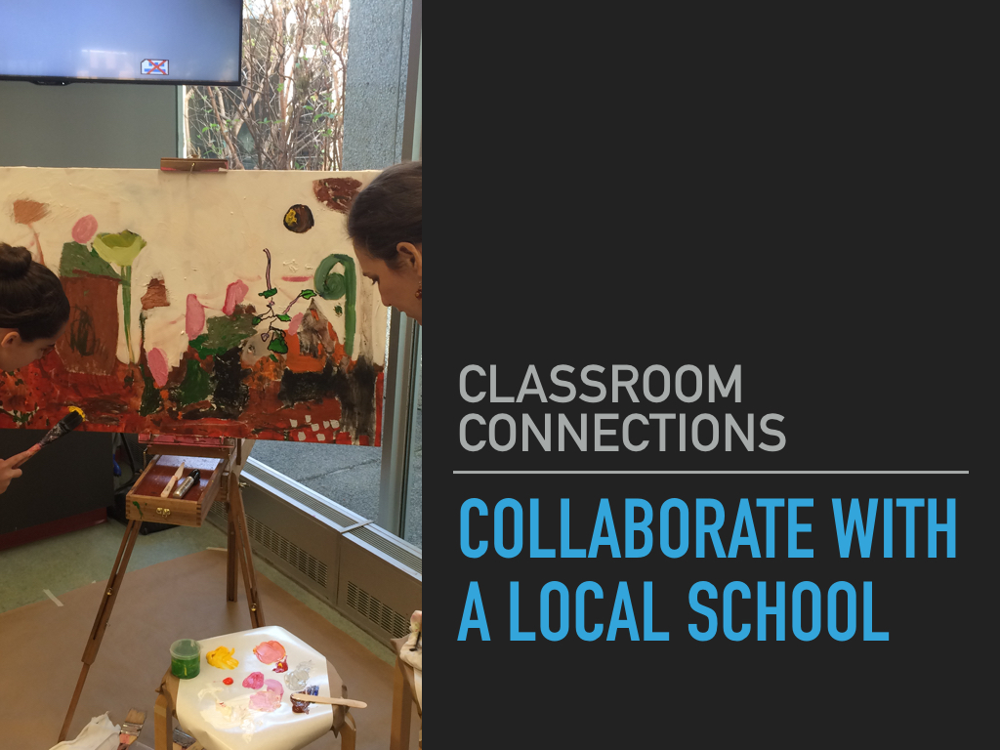 CLASSROOM
CONNECTIONS
COLLABORATE WITH
A LOCAL SCHOOL